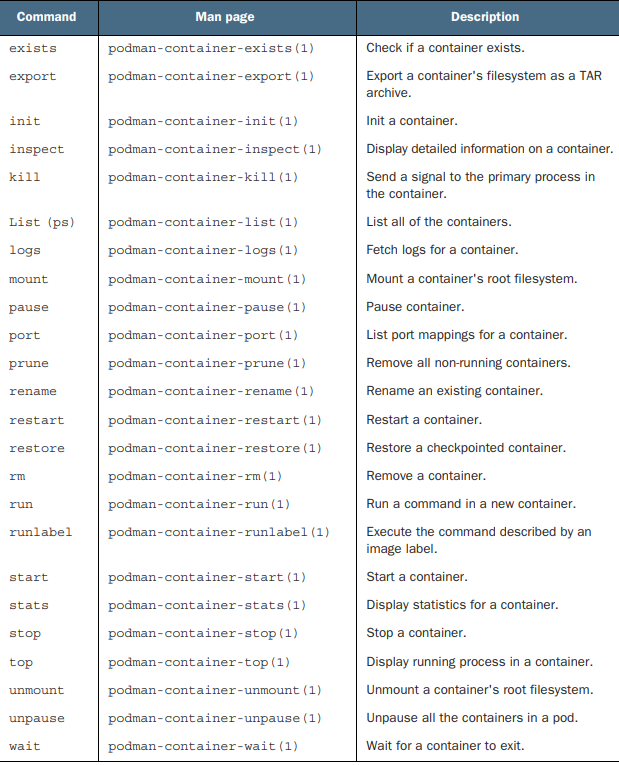 Command Man page Description
exists podman-container-exists(1) Check if a container exists.
export podman-container-export(1) Export a container's filesystem as a TAR
archive.
init podman-container-init(1) Init a container.
inspect podman-container-inspect(1) Display detailed information on a container.
kill podman-container-kill(1) Send a signal to the primary process in
the container.
List (ps) podman-container-list(1) List all of the containers.
logs podman-container-logs(1) Fetch logs for a container.
mount podman-container-mount(1) Mount a container's root filesystem.
pause podman-container-pause(1) Pause container.
port podman-container-port(1) List port mappings for a container.
prune podman-container-prune(1) Remove all non-running containers.
rename podman-container-rename(1) Rename an existing container.
restart podman-container-restart(1) Restart a container.
restore podman-container-restore(1) Restore a checkpointed container.
rm podman-container-rm(1) Remove a container.
run podman-container-run(1) Run a command in a new container.
runlabel podman-container-runlabel(1) Execute the command described by an
image label.
start podman-container-start(1) Start a container.
stats podman-container-stats(1) Display statistics for a container.
stop podman-container-stop(1) Stop a container.
top podman-container-top(1) Display running process in a container.
unmount podman-container-unmount(1) Unmount a container's root filesystem.
unpause podman-container-unpause(1) Unpause all the containers in a pod.
wait podman-container-wait(1) Wait for a container to exit.